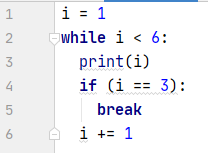 1 i = 1
2 while i < 6:
3   print(i)
4   if (i == 3):
5     break
6   i += 1